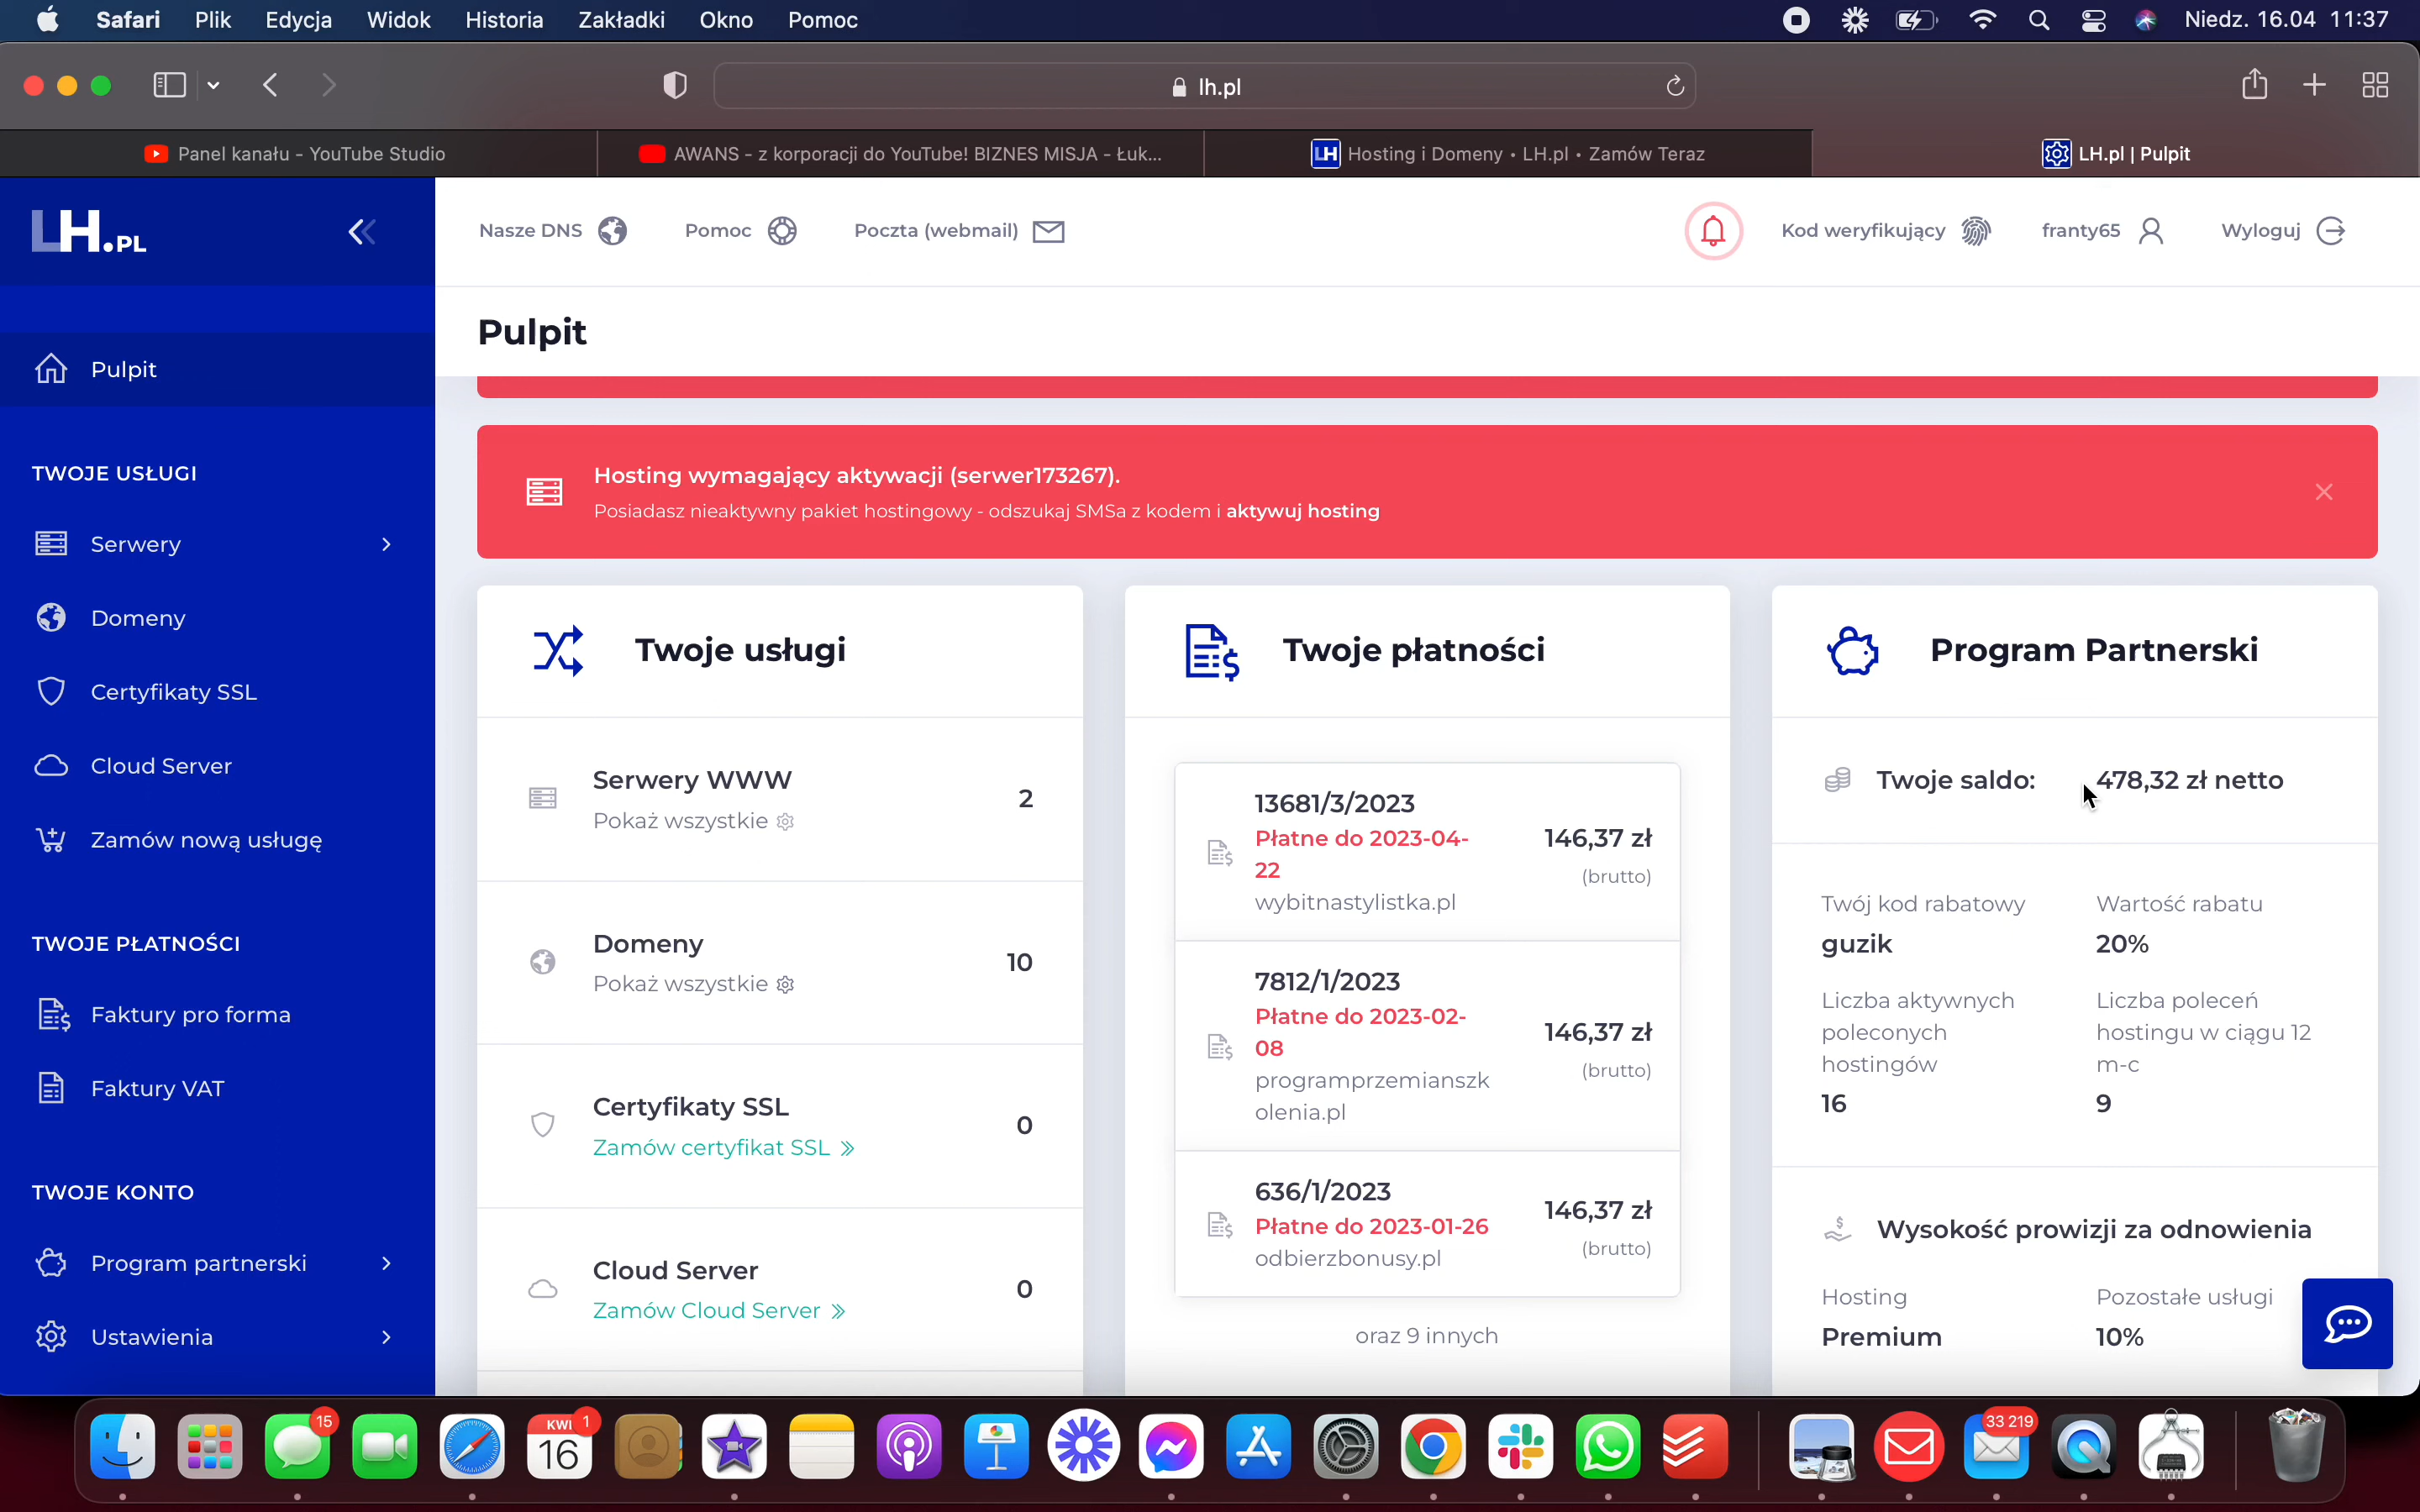 Safari Plik Edycja Widok Historia Zakładki Okno Pomoc Niedz. 16.04 11:37
lh.pl
Panel kanału - YouTube Studio
AWANS - z korporacji do YouTube! BIZNES MISJA - Łuk...
LH Hosting i Domeny • LH.pl • Zamów Teraz
LH.pl | Pulpit
LH.PL
Nasze DNS
Pomoc
Poczta (webmail)
Kod weryfikujący
franty65
Wyloguj
Pulpit
Pulpit
TWOJE USŁUGI
Serwery
Domeny
Certyfikaty SSL
Cloud Server
Zamów nową usługę
TWOJE PŁATNOŚCI
Faktury pro forma
Faktury VAT
TWOJE KONTO
Program partnerski
Ustawienia
Hosting wymagający aktywacji (serwer173267).
Posiadasz nieaktywny pakiet hostingowy - odszukaj SMSa z kodem i aktywuj hosting
Twoje usługi
Serwery WWW
Pokaż wszystkie
2
Domeny
Pokaż wszystkie
10
Certyfikaty SSL
Zamów certyfikat SSL »
0
Cloud Server
Zamów Cloud Server »
0
Twoje płatności
13681/3/2023
Płatne do 2023-04-
22
wybitnastylistka.pl
146,37 zł
(brutto)
7812/1/2023
Płatne do 2023-02-
08
programprzemianszk
olenia.pl
146,37 zł
(brutto)
636/1/2023
Płatne do 2023-01-26
odbierzbonusy.pl
146,37 zł
(brutto)
oraz 9 innych
Program Partnerski
Twoje saldo: 478,32 zł netto
Twój kod rabatowy
guzik
Wartość rabatu
20%
Liczba aktywnych
poleconych
hostingów
16
Liczba poleceń
hostingu w ciągu 12
m-c
9
Wysokość prowizji za odnowienia
Hosting
Premium
Pozostałe usługi
10%
15
KWI
1
16
33 219